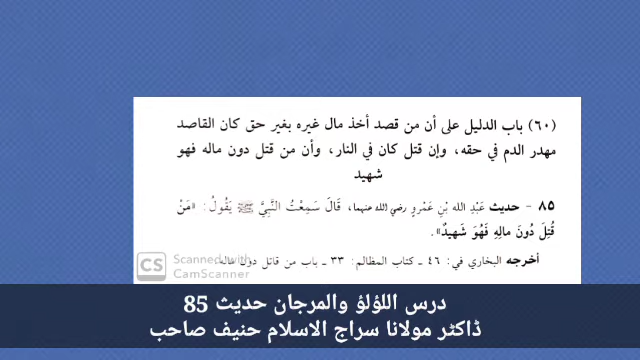 (٦٠) باب الدليل على أن من قصد أخذ مال غيره بغير حق كان القاصد
مهدر الدم في حقه، وإن قتل كان في النار، وأن من قتل دون ماله فهو
شهيد
٨٥ - حديث عَبْدِ الله بْنِ عَمْرٍو رضي الله عنهما، قَالَ سَمِعْتُ النَّبِيَّ ﷺ يَقُولُ: «مَنْ
قُتِلَ دُونَ مالِهِ فَهُوَ شَهِيدٌ».
أخرجه البخاري في: ٤٦ ـ كتاب المظالم: ٣٣ ـ باب من قاتل دون ماله.
CS Scanned with
CamScanner
درس اللؤلؤ والمرجان حدیث 85
ڈاکٹر مولانا سراج الاسلام حنیف صاحب